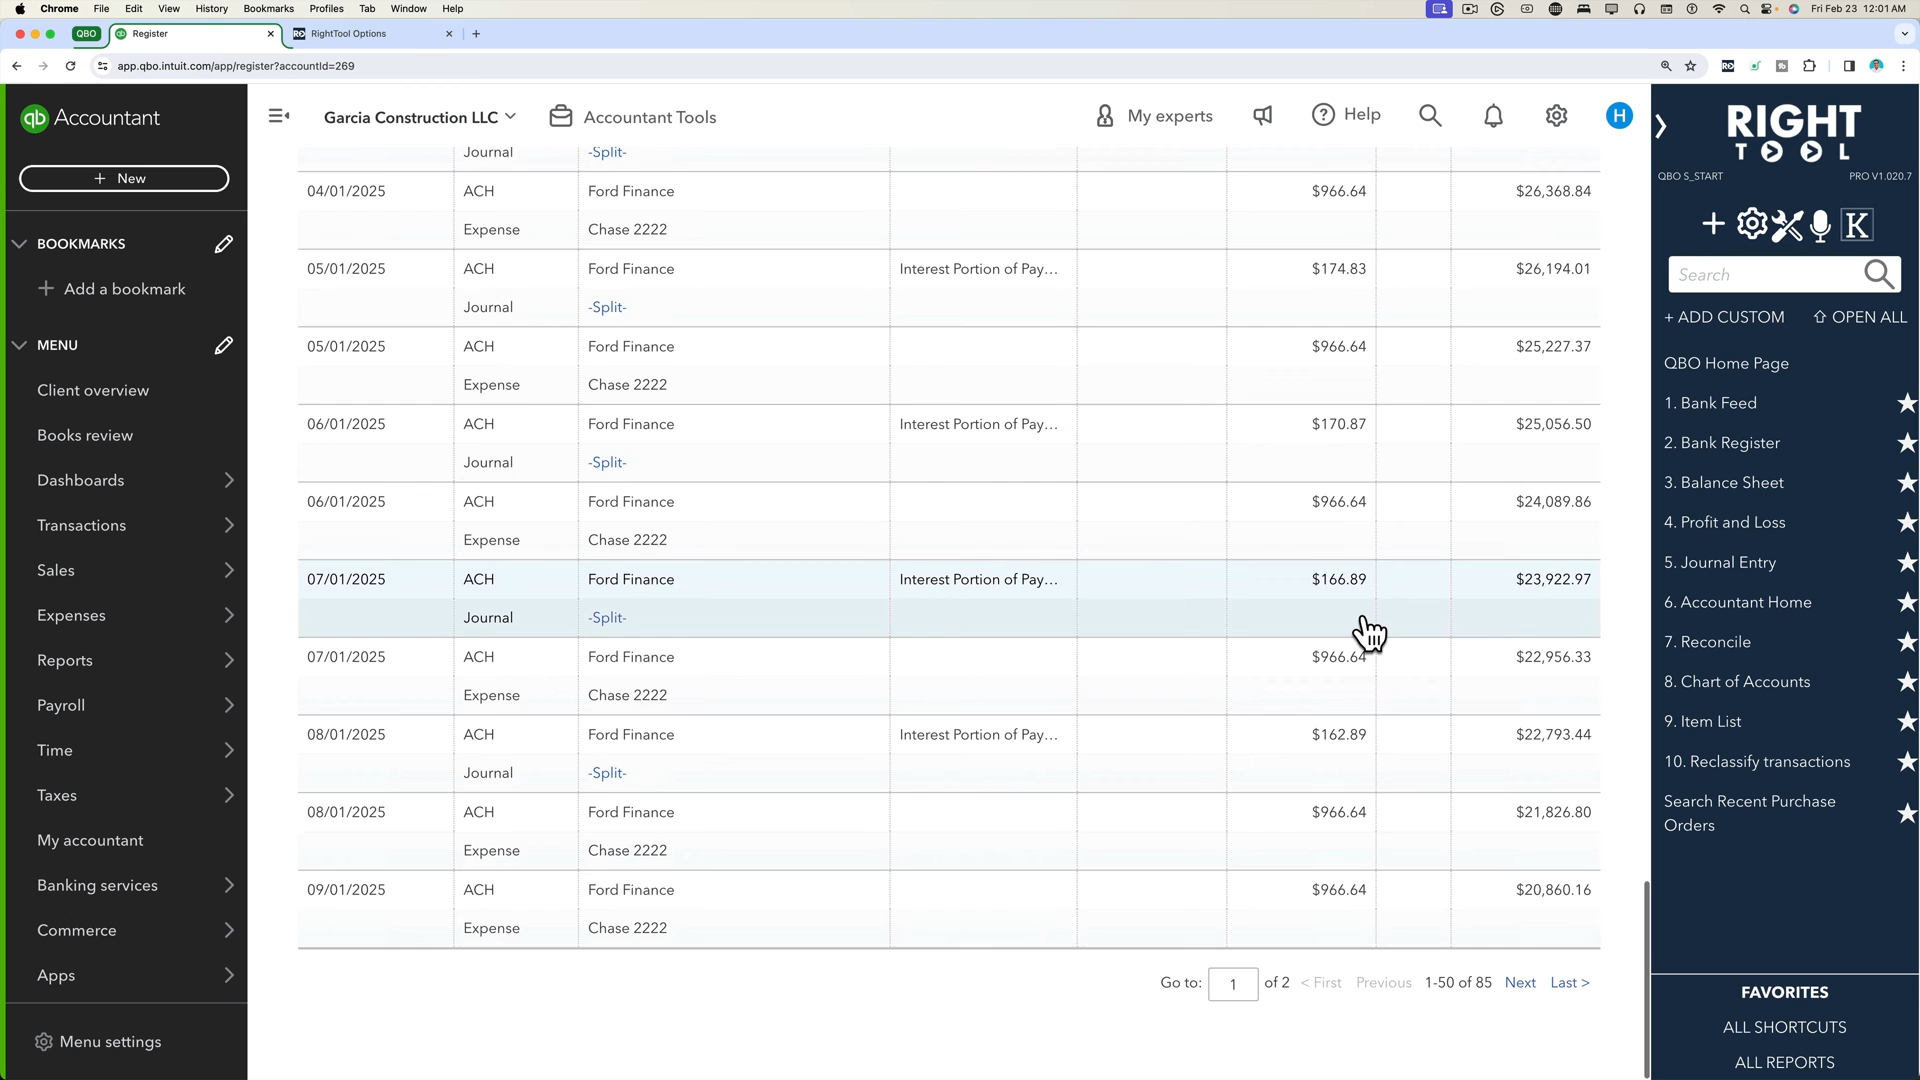 Chrome File Edit View History Bookmarks Profiles Tab Window Help Fri Feb 23 12:01 AM
QBO Register RightTool Options
app.qbo.intuit.com/app/register?accountId=269
qb Accountant
+ New
BOOKMARKS
+ Add a bookmark
MENU
Client overview
Books review
Dashboards
Transactions
Sales
Expenses
Reports
Payroll
Time
Taxes
My accountant
Banking services
Commerce
Apps
Menu settings
Garcia Construction LLC Accountant Tools My experts Help H
Journal -Split-
04/01/2025 ACH Ford Finance $966.64 $26,368.84
Expense Chase 2222
05/01/2025 ACH Ford Finance Interest Portion of Pay... $174.83 $26,194.01
Journal -Split-
05/01/2025 ACH Ford Finance $966.64 $25,227.37
Expense Chase 2222
06/01/2025 ACH Ford Finance Interest Portion of Pay... $170.87 $25,056.50
Journal -Split-
06/01/2025 ACH Ford Finance $966.64 $24,089.86
Expense Chase 2222
07/01/2025 ACH Ford Finance Interest Portion of Pay... $166.89 $23,922.97
Journal -Split-
07/01/2025 ACH Ford Finance $966.64 $22,956.33
Expense Chase 2222
08/01/2025 ACH Ford Finance Interest Portion of Pay... $162.89 $22,793.44
Journal -Split-
08/01/2025 ACH Ford Finance $966.64 $21,826.80
Expense Chase 2222
09/01/2025 ACH Ford Finance $966.64 $20,860.16
Expense Chase 2222
Go to: 1 of 2 < First Previous 1-50 of 85 Next Last >
RIGHT
TOOL
QBO S_START PRO V1.020.7
K
Search
+ ADD CUSTOM OPEN ALL
QBO Home Page
1. Bank Feed
2. Bank Register
3. Balance Sheet
4. Profit and Loss
5. Journal Entry
6. Accountant Home
7. Reconcile
8. Chart of Accounts
9. Item List
10. Reclassify transactions
Search Recent Purchase
Orders
FAVORITES
ALL SHORTCUTS
ALL REPORTS